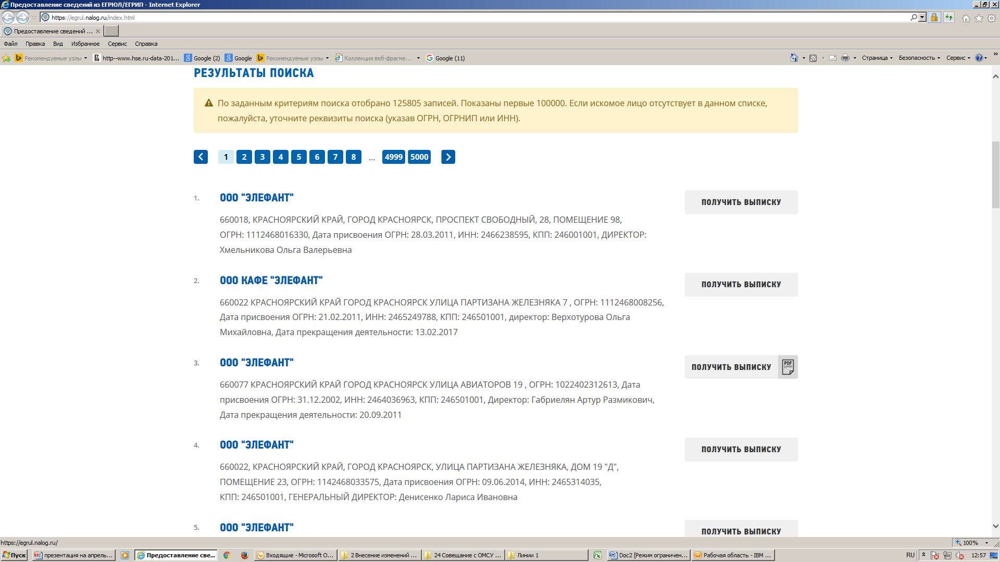 Предоставление сведений из ЕГРЮЛ/ЕГРИП - Internet Explorer
https://egrul.nalog.ru/index.html
Предоставление сведений ...
Файл Правка Вид Избранное Сервис Справка
Рекомендуемые узлы http--www.hse.ru-data-201... Google (2) Google Рекомендуемые узлы Коллекция веб-фрагме... Google (11) Страница Безопасность Сервис
РЕЗУЛЬТАТЫ ПОИСКА
По заданным критериям поиска отобрано 125805 записей. Показаны первые 100000. Если искомое лицо отсутствует в данном списке,
пожалуйста, уточните реквизиты поиска (указав ОГРН, ОГРНИП или ИНН).
1 2 3 4 5 6 7 8 ... 4999 5000
1. ООО "ЭЛЕФАНТ" ПОЛУЧИТЬ ВЫПИСКУ
660018, КРАСНОЯРСКИЙ КРАЙ, ГОРОД КРАСНОЯРСК, ПРОСПЕКТ СВОБОДНЫЙ, 28, ПОМЕЩЕНИЕ 98,
ОГРН: 1112468016330, Дата присвоения ОГРН: 28.03.2011, ИНН: 2466238595, КПП: 246001001, ДИРЕКТОР:
Хмельникова Ольга Валерьевна
2. ООО КАФЕ "ЭЛЕФАНТ" ПОЛУЧИТЬ ВЫПИСКУ
660022 КРАСНОЯРСКИЙ КРАЙ ГОРОД КРАСНОЯРСК УЛИЦА ПАРТИЗАНА ЖЕЛЕЗНЯКА 7 , ОГРН: 1112468008256,
Дата присвоения ОГРН: 21.02.2011, ИНН: 2465249788, КПП: 246501001, директор: Верхотурова Ольга
Михайловна, Дата прекращения деятельности: 13.02.2017
3. ООО "ЭЛЕФАНТ" ПОЛУЧИТЬ ВЫПИСКУ PDF
660077 КРАСНОЯРСКИЙ КРАЙ ГОРОД КРАСНОЯРСК УЛИЦА АВИАТОРОВ 19 , ОГРН: 1022402312613, Дата
присвоения ОГРН: 31.12.2002, ИНН: 2464036963, КПП: 246501001, Директор: Габриелян Артур Размикович,
Дата прекращения деятельности: 20.09.2011
4. ООО "ЭЛЕФАНТ" ПОЛУЧИТЬ ВЫПИСКУ
660022, КРАСНОЯРСКИЙ КРАЙ, ГОРОД КРАСНОЯРСК, УЛИЦА ПАРТИЗАНА ЖЕЛЕЗНЯКА, ДОМ 19 "Д",
ПОМЕЩЕНИЕ 23, ОГРН: 1142468033575, Дата присвоения ОГРН: 09.06.2014, ИНН: 2465314035,
КПП: 246501001, ГЕНЕРАЛЬНЫЙ ДИРЕКТОР: Денисенко Лариса Ивановна
5. ООО "ЭЛЕФАНТ" ПОЛУЧИТЬ ВЫПИСКУ
https://egrul.nalog.ru/ 100%
Пуск презентация на апрель... Предоставление све... Входящие - Microsoft O... 2 Внесение изменений ... 24 Совещание с ОМСУ ... Линии 1 Doc2 [Режим ограничен... Рабочая область - IBM ... RU 12:57